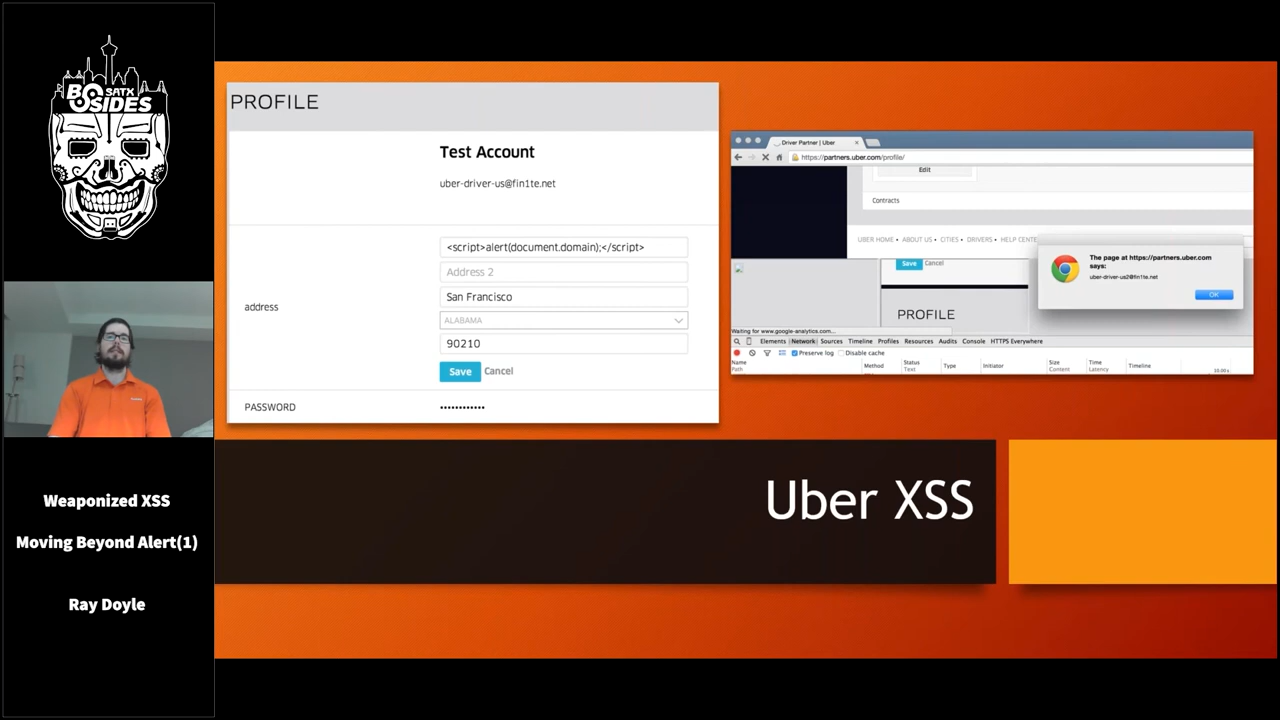 BSIDES
SATX
Weaponized XSS
Moving Beyond Alert(1)
Ray Doyle
PROFILE
Test Account
uber-driver-us@fin1te.net
<script>alert(document.domain);</script>
Address 2
address
San Francisco
ALABAMA
90210
Save Cancel
PASSWORD ••••••••••••
Driver Partner | Uber
https://partners.uber.com/profile/
Edit
Contracts
UBER HOME • ABOUT US • CITIES • DRIVERS • HELP CENTE
Save Cancel
PROFILE
The page at https://partners.uber.com
says:
uber-driver-us2@fin1te.net
OK
Waiting for www.google-analytics.com...
Elements Network Sources Timeline Profiles Resources Audits Console HTTPS Everywhere
Preserve log Disable cache
Name Path Method Status Text Type Initiator Size Content Time Latency Timeline
10.00 s
Uber XSS